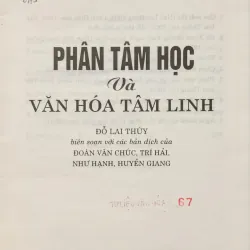 PHÂN TÂM HỌC
Và
VĂN HÓA TÂM LINH
ĐỖ LAI THÚY
biên soạn với các bản dịch của
ĐOÀN VĂN CHÚC, TRÍ HẢI,
NHƯ HẠNH, HUYỀN GIANG
67